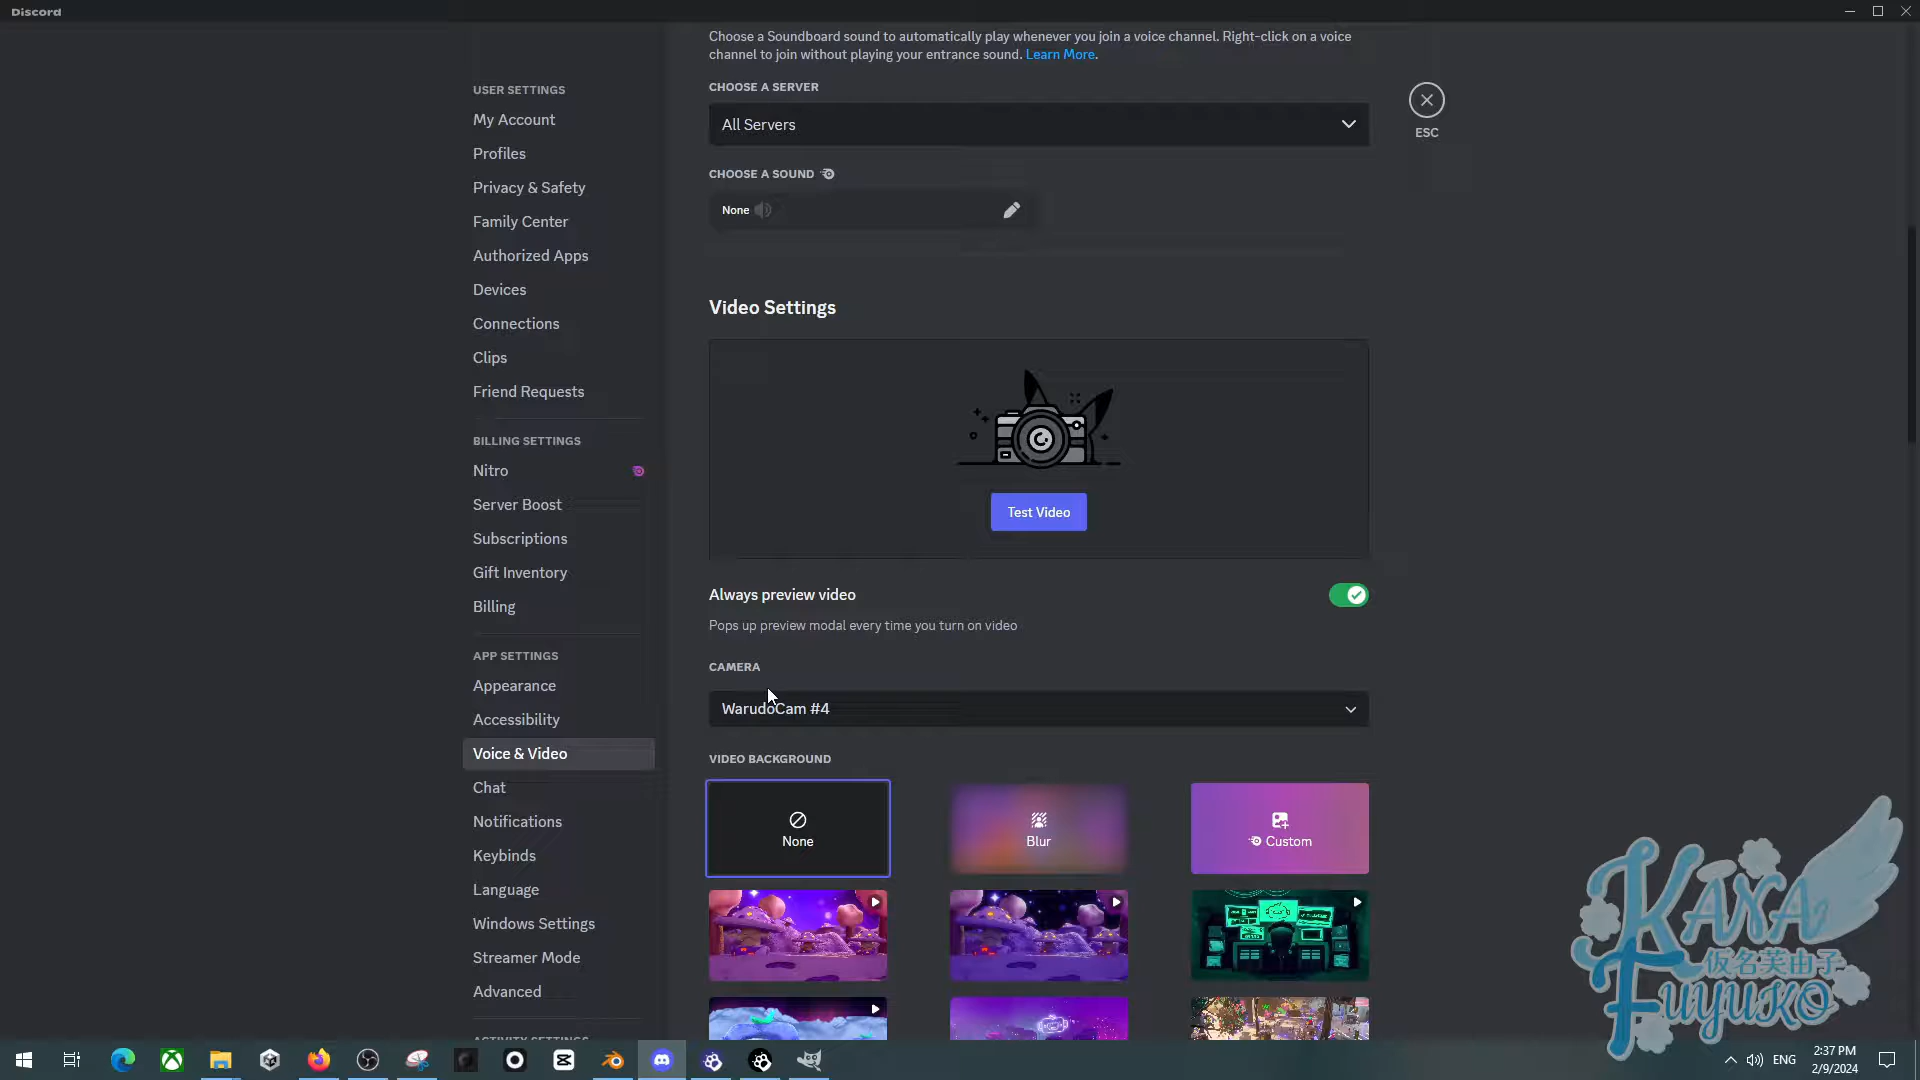 Discord
USER SETTINGS
My Account
Profiles
Privacy & Safety
Family Center
Authorized Apps
Devices
Connections
Clips
Friend Requests
BILLING SETTINGS
Nitro
Server Boost
Subscriptions
Gift Inventory
Billing
APP SETTINGS
Appearance
Accessibility
Voice & Video
Chat
Notifications
Keybinds
Language
Windows Settings
Streamer Mode
Advanced
ACTIVITY SETTINGS
Choose a Soundboard sound to automatically play whenever you join a voice channel. Right-click on a voice
channel to join without playing your entrance sound. Learn More.
CHOOSE A SERVER
All Servers
CHOOSE A SOUND
None
ESC
Video Settings
Test Video
Always preview video
Pops up preview modal every time you turn on video
CAMERA
WarudoCam #4
VIDEO BACKGROUND
None
Blur
Custom
KANA
仮名芙由子
FUYUKO
ENG
2:37 PM
2/9/2024